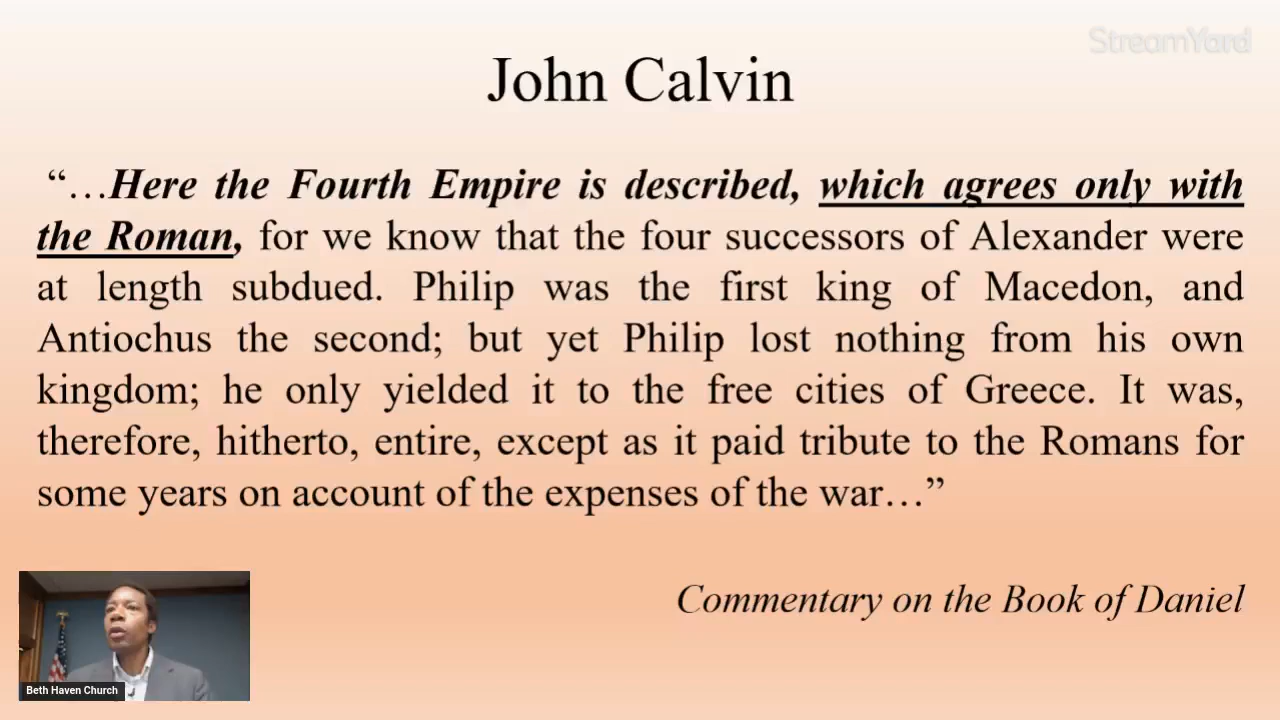 StreamYard
John Calvin
“…Here the Fourth Empire is described, which agrees only with
the Roman, for we know that the four successors of Alexander were
at length subdued. Philip was the first king of Macedon, and
Antiochus the second; but yet Philip lost nothing from his own
kingdom; he only yielded it to the free cities of Greece. It was,
therefore, hitherto, entire, except as it paid tribute to the Romans for
some years on account of the expenses of the war…”
Commentary on the Book of Daniel
Beth Haven Church